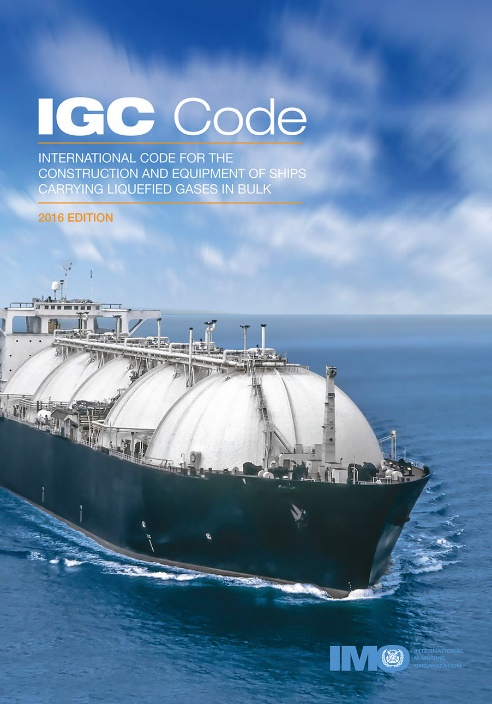 IGC Code
INTERNATIONAL CODE FOR THE
CONSTRUCTION AND EQUIPMENT OF SHIPS
CARRYING LIQUEFIED GASES IN BULK
2016 EDITION
IMO
INTERNATIONAL
MARITIME
ORGANIZATION